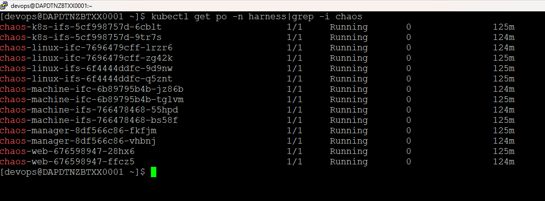 devops@DAPDTNZBTXX0001:~
[devops@DAPDTNZBTXX0001 ~]$ kubectl get po -n harness|grep -i chaos
chaos-k8s-ifs-5cf998757d-6cblt 1/1 Running 0 125m
chaos-k8s-ifs-5cf998757d-9tr7s 1/1 Running 0 124m
chaos-linux-ifc-7696479cff-lrzr6 1/1 Running 0 124m
chaos-linux-ifc-7696479cff-zg42k 1/1 Running 0 125m
chaos-linux-ifs-6f4444ddfc-9d9nw 1/1 Running 0 125m
chaos-linux-ifs-6f4444ddfc-q5znt 1/1 Running 0 124m
chaos-machine-ifc-6b89795b4b-jz86b 1/1 Running 0 124m
chaos-machine-ifc-6b89795b4b-tglvm 1/1 Running 0 125m
chaos-machine-ifs-766478468-55hpd 1/1 Running 0 124m
chaos-machine-ifs-766478468-bs58f 1/1 Running 0 125m
chaos-manager-8df566c86-fkfjm 1/1 Running 0 125m
chaos-manager-8df566c86-vhbnj 1/1 Running 0 124m
chaos-web-676598947-28hx6 1/1 Running 0 125m
chaos-web-676598947-ffcz5 1/1 Running 0 124m
[devops@DAPDTNZBTXX0001 ~]$